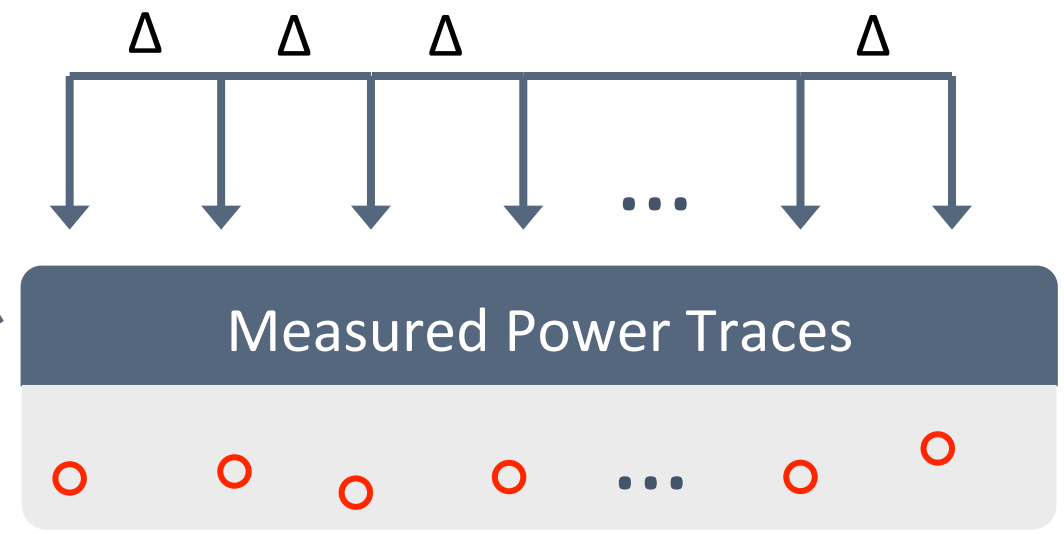 Δ Δ Δ Δ
...
Measured Power Traces
...